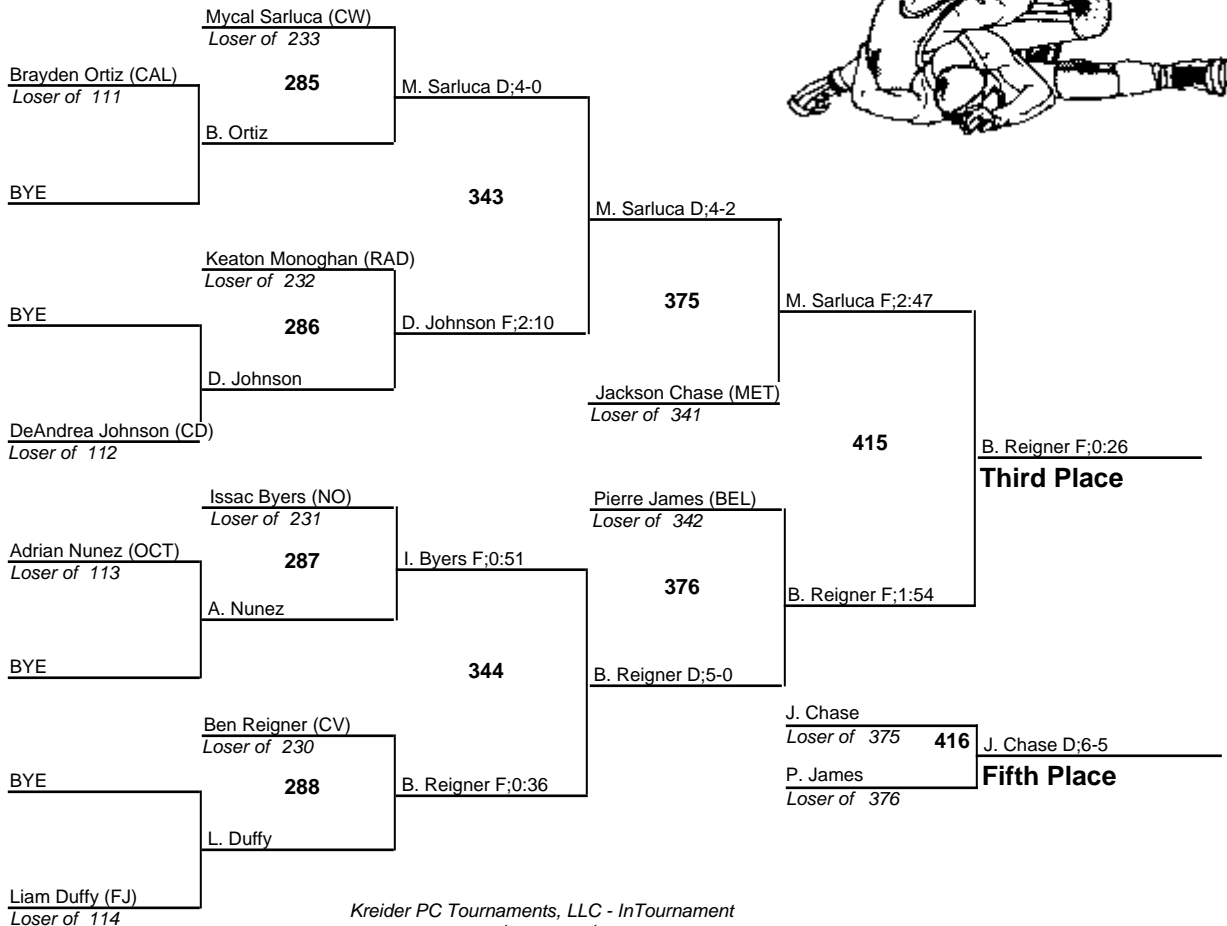 Mycal Sarluca (CW)
Loser of 233
Brayden Ortiz (CAL)
Loser of 111
285
M. Sarluca D;4-0
B. Ortiz
BYE
343
M. Sarluca D;4-2
Keaton Monoghan (RAD)
Loser of 232
BYE
286
D. Johnson F;2:10
375
M. Sarluca F;2:47
D. Johnson
Jackson Chase (MET)
Loser of 341
DeAndrea Johnson (CD)
Loser of 112
415
B. Reigner F;0:26
Third Place
Issac Byers (NO)
Loser of 231
Pierre James (BEL)
Loser of 342
Adrian Nunez (OCT)
Loser of 113
287
I. Byers F;0:51
376
B. Reigner F;1:54
A. Nunez
BYE
344
B. Reigner D;5-0
Ben Reigner (CV)
Loser of 230
J. Chase
Loser of 375
416
J. Chase D;6-5
Fifth Place
BYE
288
B. Reigner F;0:36
P. James
Loser of 376
L. Duffy
Liam Duffy (FJ)
Loser of 114
Kreider PC Tournaments, LLC - InTournament